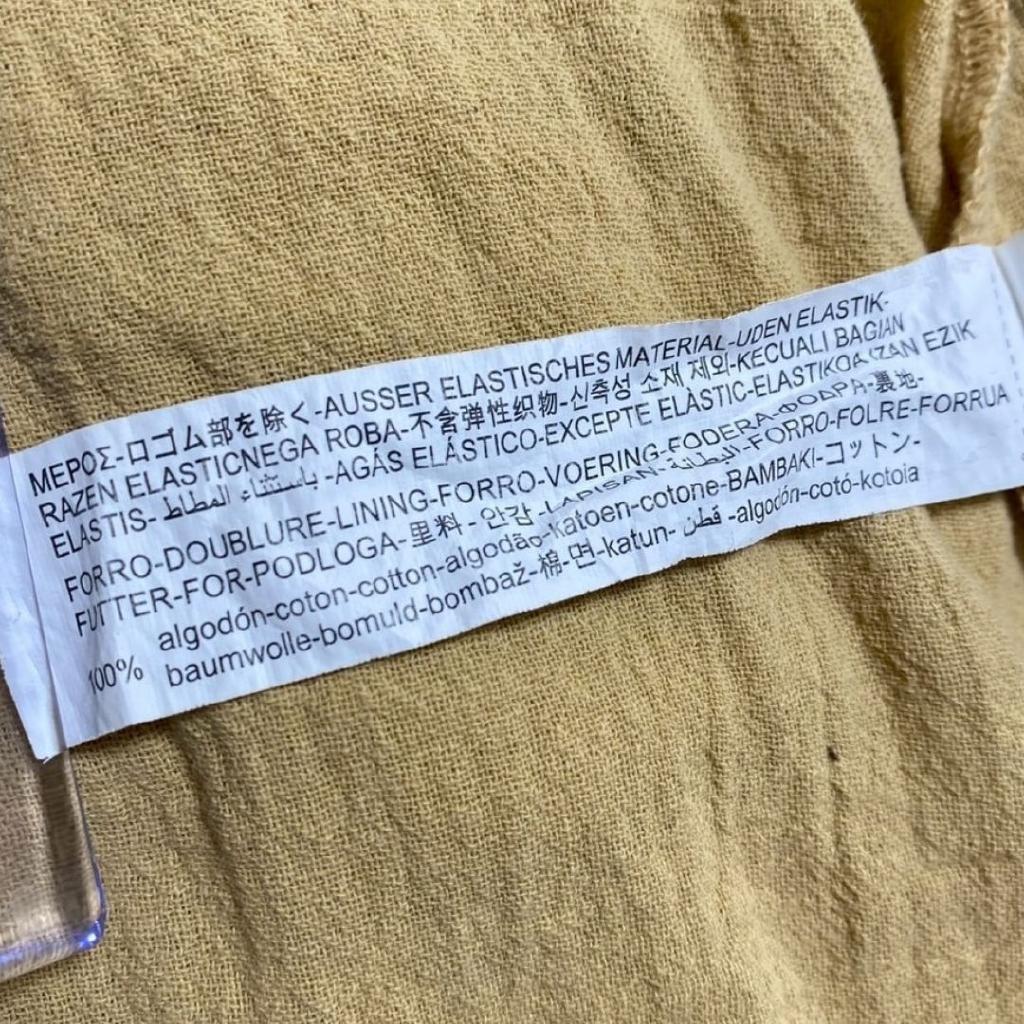 ΜΕΡΟΣ-ロゴム部を除く-AUSSER ELASTISCHES MATERIAL-UDEN ELASTIK-
RAZEN ELASTICNEGA ROBA-不含弹性织物-신축성 소재 제외-KECUALI BAGIAN
ELASTIS- باستثناء المطاط -AGÁS ELÁSTICO-EXCEPTE ELÀSTIC-ELASTIKOA IZAN EZIK
FORRO-DOUBLURE-LINING-FORRO-VOERING-FODERA-ΦΟΔΡΑ-裏地-
FUTTER-FOR-PODLOGA-里料- 안감 -LAPISAN- البطانة -FORRO-FOLRE-FORRUA
100% algodón-coton-cotton-algodão-katoen-cotone-BAMBAKI-コットン-
baumwolle-bomuld-bombaž-棉-면-katun- قطن -algodón-cotó-kotoia